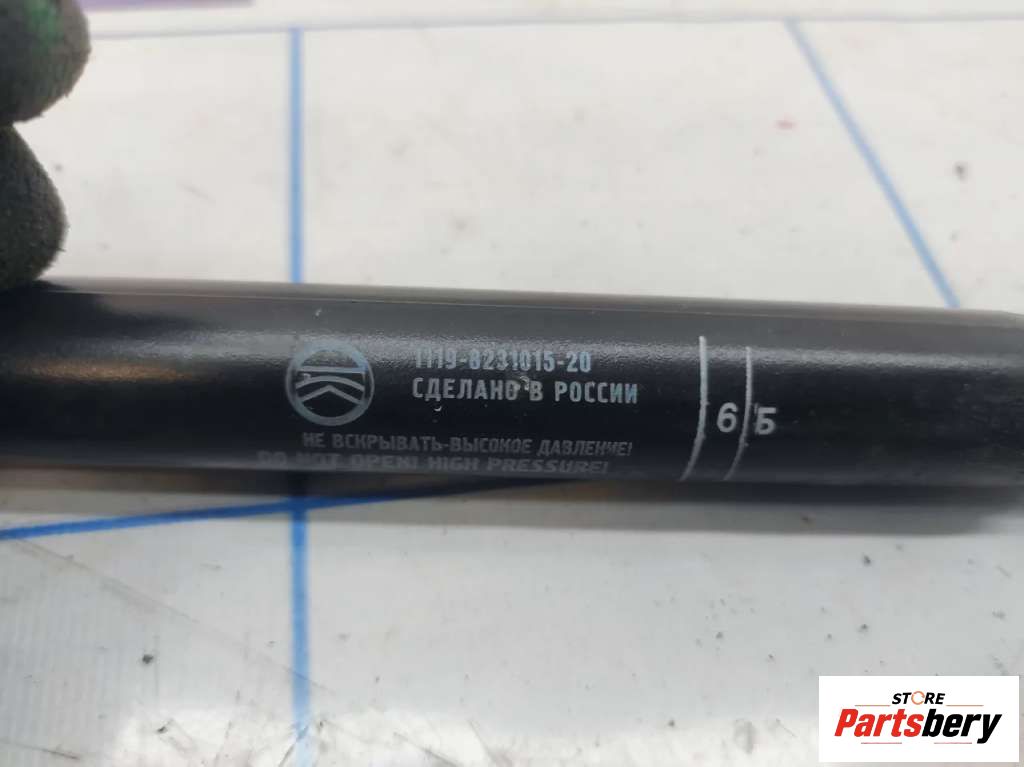 1119-8231015-20
СДЕЛАНО В РОССИИ
НЕ ВСКРЫВАТЬ-ВЫСОКОЕ ДАВЛЕНИЕ!
DO NOT OPEN! HIGH PRESSURE!
6 Б
STORE
Partsbery